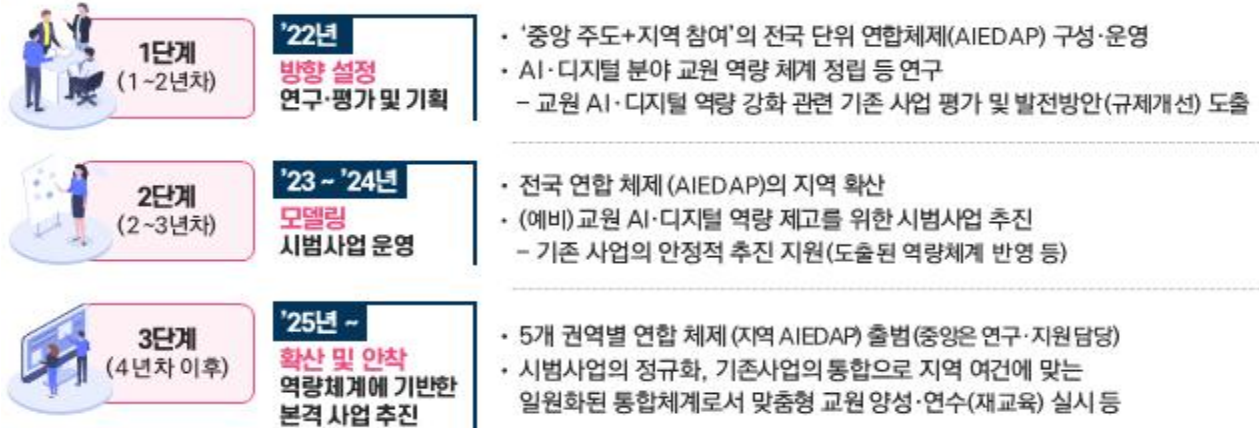 1단계
(1~2년차)
'22년
방향 설정
연구·평가 및 기획
• '중앙 주도+지역 참여'의 전국 단위 연합체제(AIEDAP) 구성·운영
• AI·디지털 분야 교원 역량 체계 정립 등 연구
– 교원 AI·디지털 역량 강화 관련 기존 사업 평가 및 발전방안(규제개선) 도출
2단계
(2~3년차)
'23 ~ '24년
모델링
시범사업 운영
• 전국 연합 체제 (AIEDAP)의 지역 확산
• (예비)교원 AI·디지털 역량 제고를 위한 시범사업 추진
– 기존 사업의 안정적 추진 지원(도출된 역량체계 반영 등)
3단계
(4년차 이후)
'25년 ~
확산 및 안착
역량체계에 기반한
본격 사업 추진
• 5개 권역별 연합 체제 (지역 AIEDAP) 출범(중앙은 연구·지원 담당)
• 시범사업의 정규화, 기존사업의 통합으로 지역 여건에 맞는
일원화된 통합체계로서 맞춤형 교원 양성·연수(재교육) 실시 등